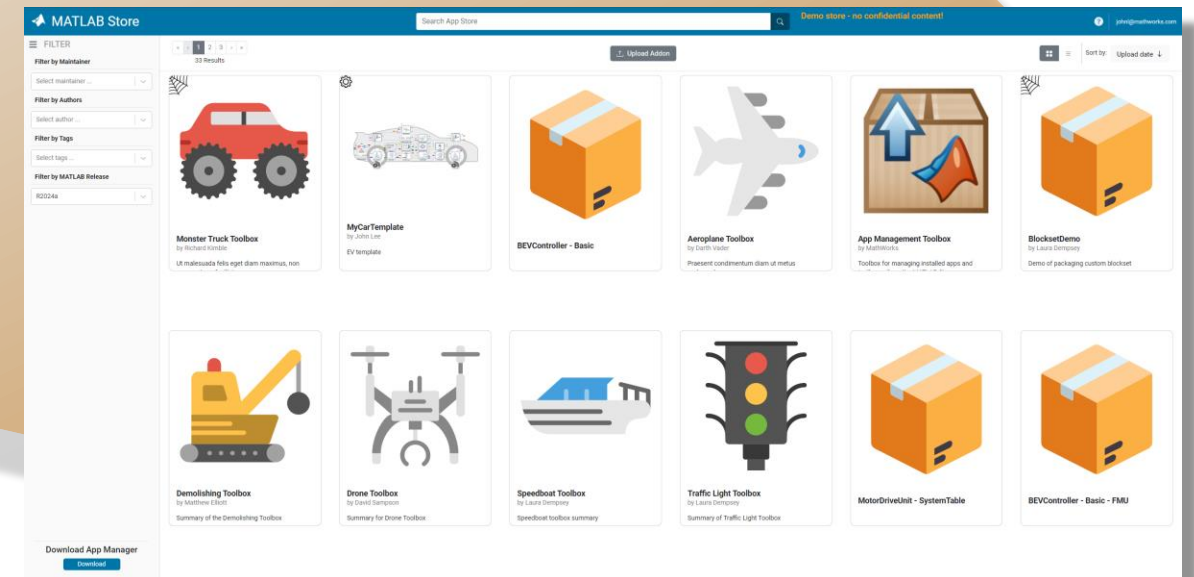 MATLAB Store
Search App Store
Demo store - no confidential content!
johnl@mathworks.com
FILTER
Filter by Maintainer
Select maintainer ...
Filter by Authors
Select author ...
Filter by Tags
Select tags ...
Filter by MATLAB Release
R2024a
« ‹ 1 2 3 › »
33 Results
Upload Addon
Sort by: Upload date ↓
Monster Truck Toolbox
by Richard Kimble
Ut malesuada felis eget diam maximus, non
MyCarTemplate
by John Lee
EV template
BEVController - Basic
Aeroplane Toolbox
by Darth Vader
Praesent condimentum diam ut metus
App Management Toolbox
by MathWorks
Toolbox for managing installed apps and
BlocksetDemo
by Laura Dempsey
Demo of packaging custom blockset
Demolishing Toolbox
by Matthew Elliott
Summary of the Demolishing Toolbox
Drone Toolbox
by David Sampson
Summary for Drone Toolbox
Speedboat Toolbox
by Laura Dempsey
Speedboat toolbox summary
Traffic Light Toolbox
by Laura Dempsey
Summary of Traffic Light Toolbox
MotorDriveUnit - SystemTable
BEVController - Basic - FMU
Download App Manager
Download